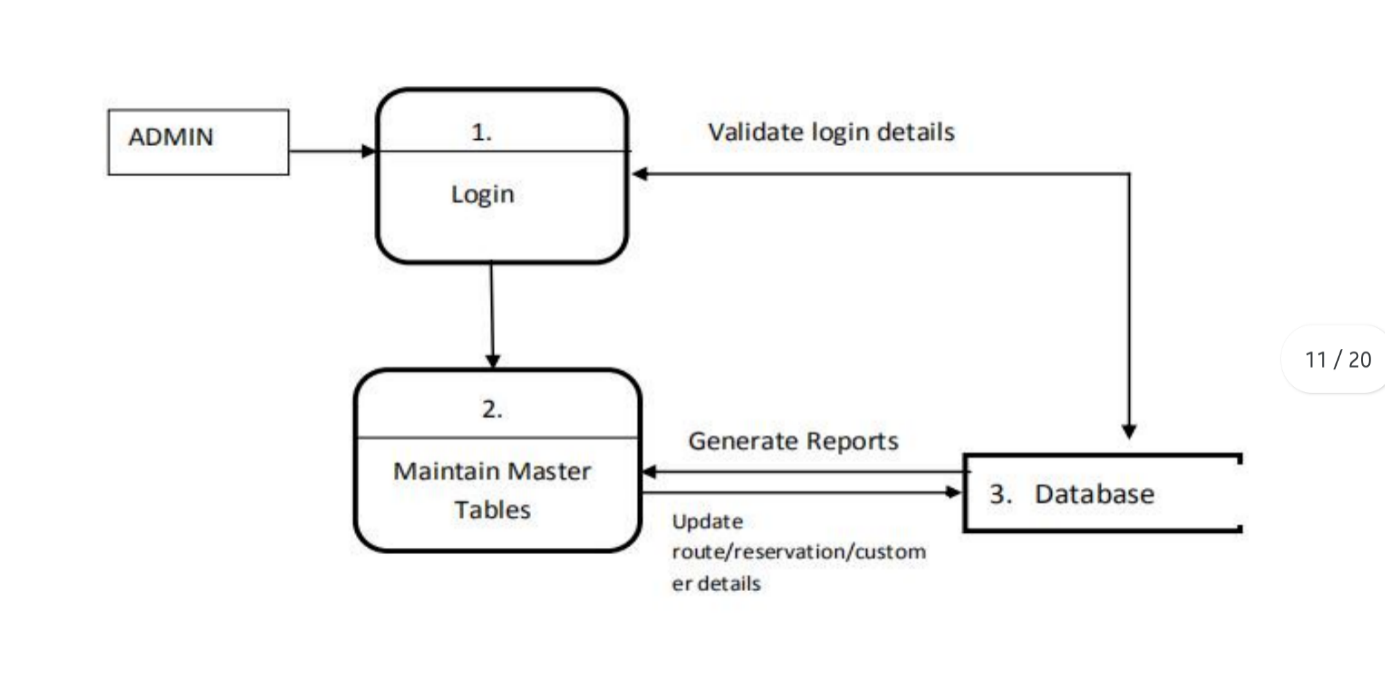 ADMIN
1.
Login
Validate login details
11 / 20
2.
Maintain Master
Tables
Generate Reports
3. Database
Update
route/reservation/custom
er details